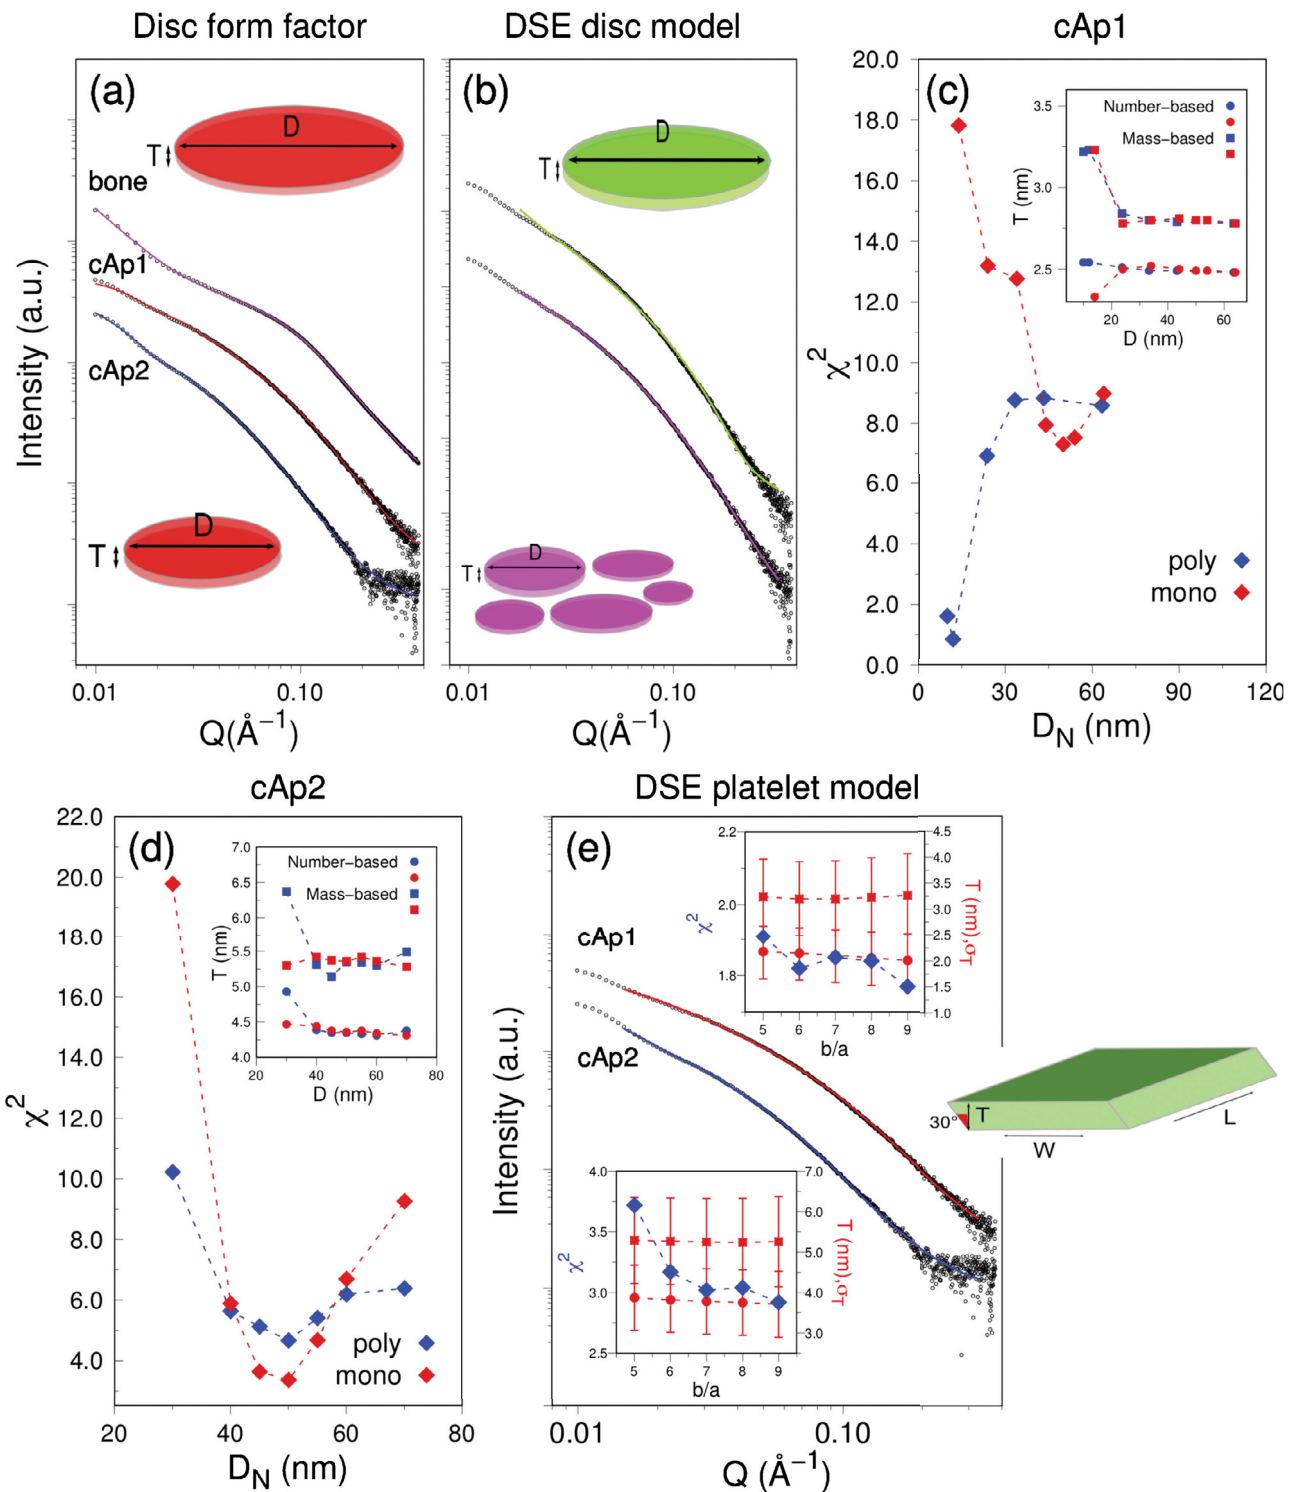 Disc form factor
DSE disc model
cAp1
(a)
D
T
bone
cAp1
cAp2
D
T
Intensity (a.u.)
0.01
0.10
Q(Å⁻¹)
(b)
D
T
D
T
0.01
0.10
Q(Å⁻¹)
(c)
20.0
18.0
16.0
14.0
12.0
10.0
8.0
6.0
4.0
2.0
0.0
χ²
3.5
3.0
2.5
T (nm)
Number-based
Mass-based
20
40
60
D (nm)
poly
mono
0
30
60
90
120
D_N (nm)
cAp2
DSE platelet model
(d)
22.0
20.0
18.0
16.0
14.0
12.0
10.0
8.0
6.0
4.0
χ²
7.0
6.5
6.0
5.5
5.0
4.5
4.0
T (nm)
Number-based
Mass-based
20
40
60
80
D (nm)
poly
mono
20
40
60
80
D_N (nm)
(e)
cAp1
cAp2
Intensity (a.u.)
2.2
2.0
1.8
χ²
4.5
4.0
3.5
3.0
2.5
2.0
1.5
1.0
T (nm),σ_T
5
6
7
8
9
b/a
4.0
3.5
3.0
2.5
χ²
7.0
6.0
5.0
4.0
3.0
T (nm),σ_T
5
6
7
8
9
b/a
0.01
0.10
Q (Å⁻¹)
30°
T
W
L